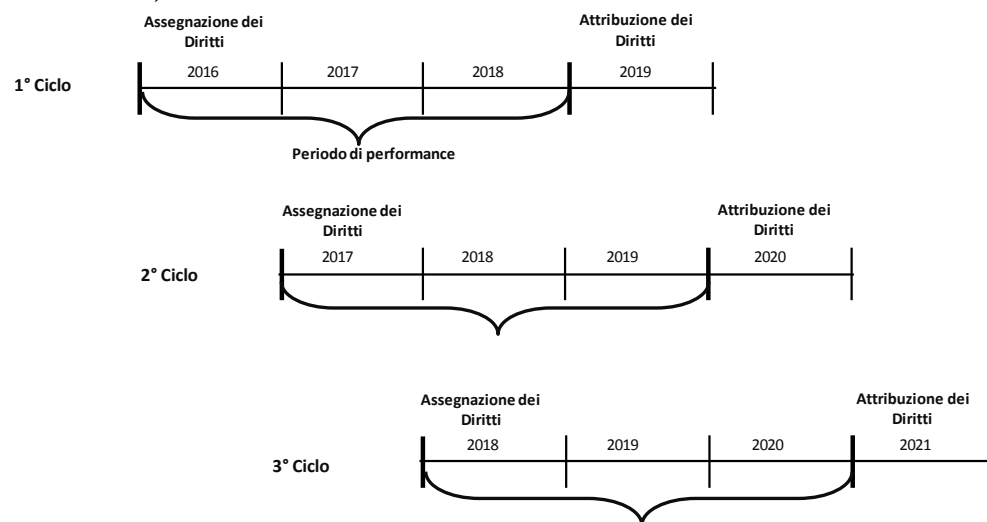 Assegnazione dei
Diritti
Attribuzione dei
Diritti
1° Ciclo
2016 2017 2018 2019
Periodo di performance
Assegnazione dei
Diritti
Attribuzione dei
Diritti
2° Ciclo
2017 2018 2019 2020
Assegnazione dei
Diritti
Attribuzione dei
Diritti
3° Ciclo
2018 2019 2020 2021